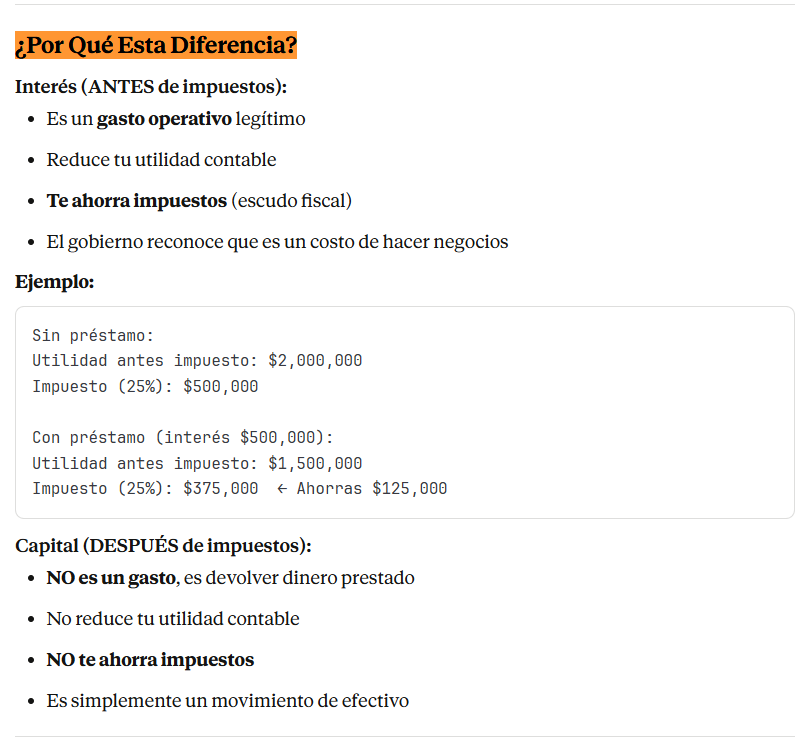 ¿Por Qué Esta Diferencia?
Interés (ANTES de impuestos):
• Es un gasto operativo legítimo
• Reduce tu utilidad contable
• Te ahorra impuestos (escudo fiscal)
• El gobierno reconoce que es un costo de hacer negocios
Ejemplo:
Sin préstamo:
Utilidad antes impuesto: $2,000,000
Impuesto (25%): $500,000
Con préstamo (interés $500,000):
Utilidad antes impuesto: $1,500,000
Impuesto (25%): $375,000  ← Ahorras $125,000
Capital (DESPUÉS de impuestos):
• NO es un gasto, es devolver dinero prestado
• No reduce tu utilidad contable
• NO te ahorra impuestos
• Es simplemente un movimiento de efectivo